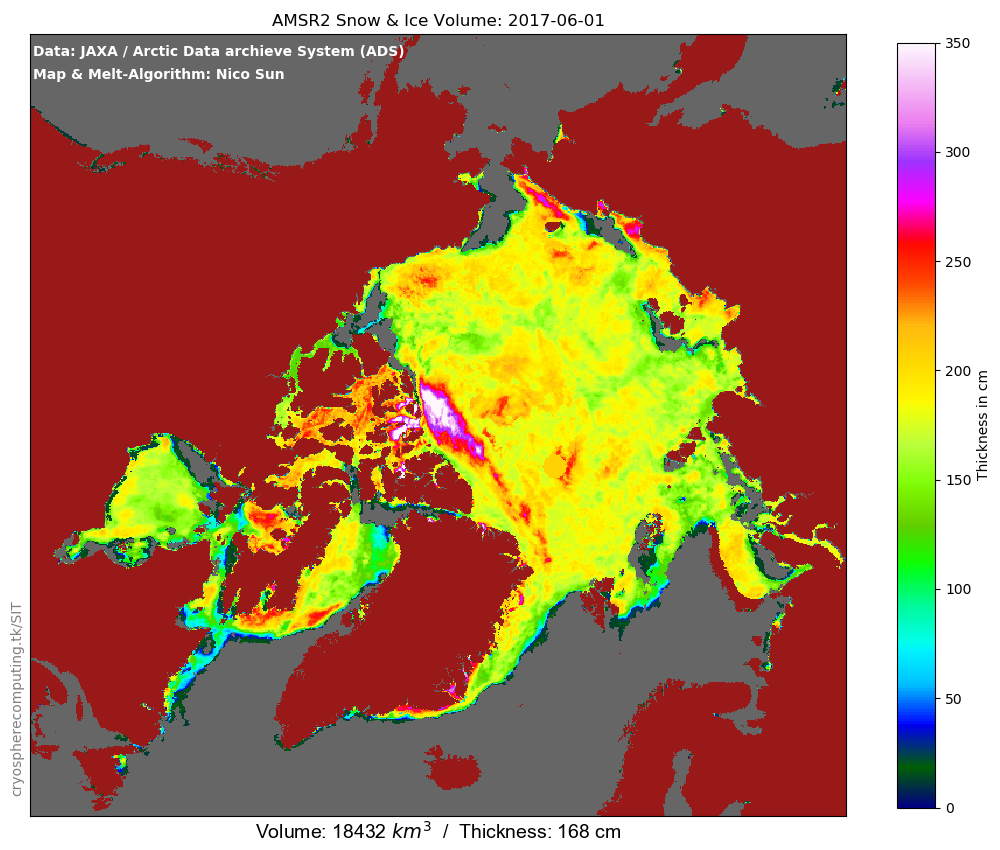 AMSR2 Snow & Ice Volume: 2017-06-01
Data: JAXA / Arctic Data archieve System (ADS)
Map & Melt-Algorithm: Nico Sun
350
300
250
200
150
100
50
0
Thickness in cm
cryospherecomputing.tk/SIT
Volume: 18432 km³ / Thickness: 168 cm